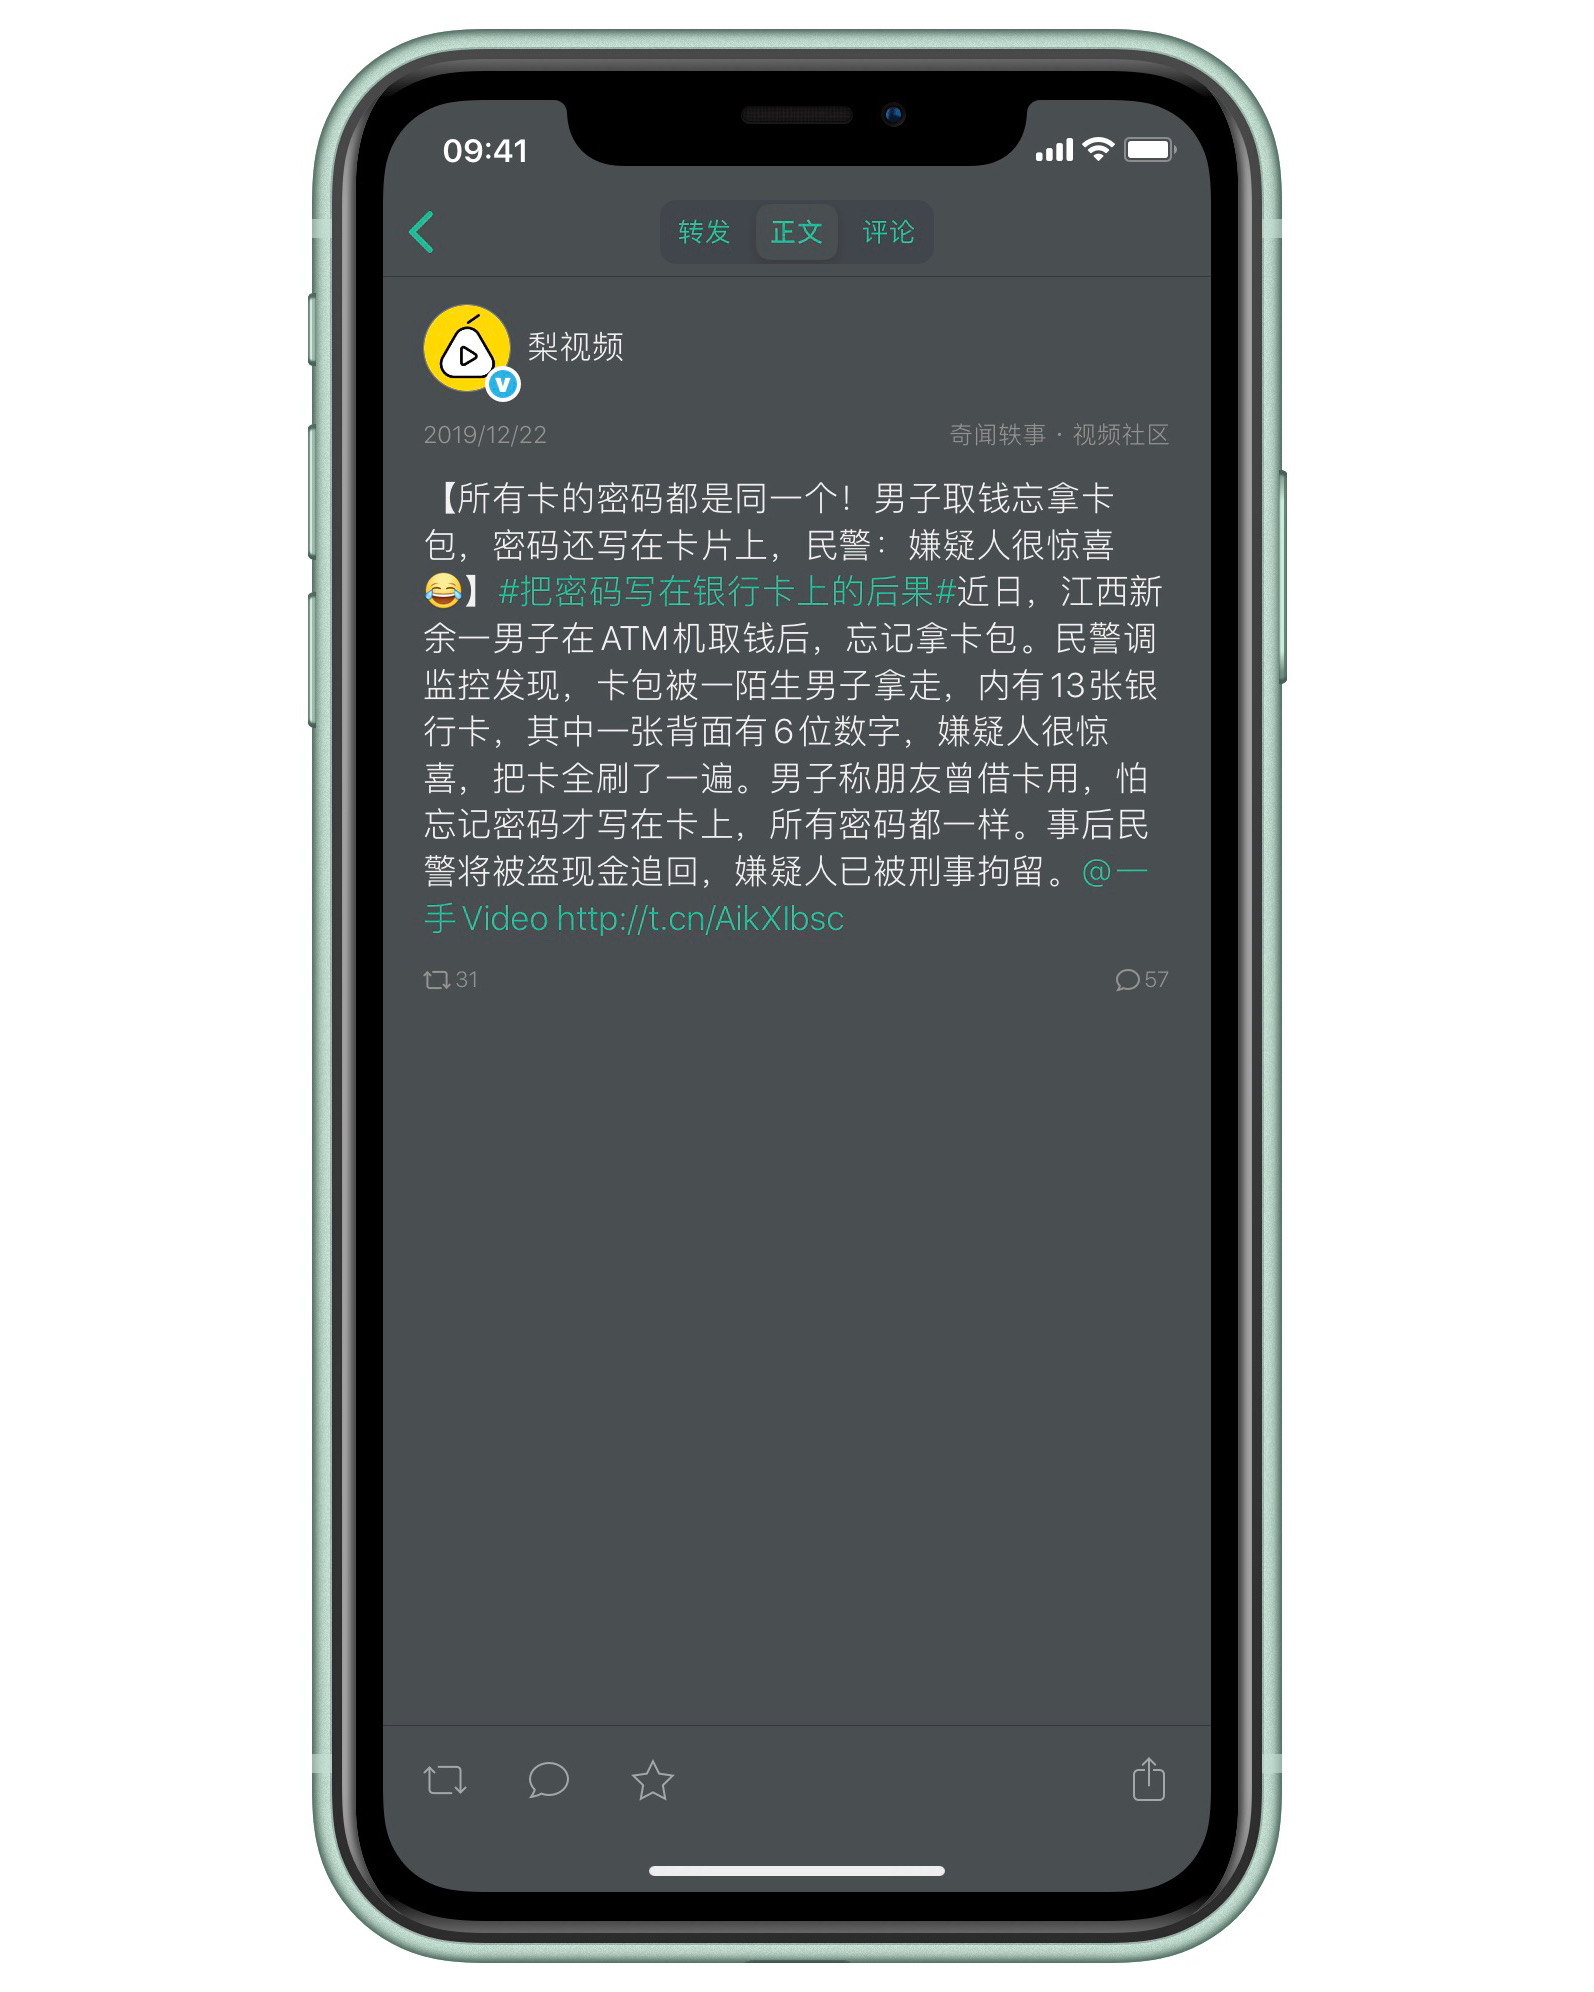 09:41
转发 正文 评论
梨视频
2019/12/22 奇闻轶事 · 视频社区
【所有卡的密码都是同一个！男子取钱忘拿卡
包，密码还写在卡片上，民警：嫌疑人很惊喜
😂】#把密码写在银行卡上的后果#近日，江西新
余一男子在ATM机取钱后，忘记拿卡包。民警调
监控发现，卡包被一陌生男子拿走，内有13张银
行卡，其中一张背面有6位数字，嫌疑人很惊
喜，把卡全刷了一遍。男子称朋友曾借卡用，怕
忘记密码才写在卡上，所有密码都一样。事后民
警将被盗现金追回，嫌疑人已被刑事拘留。@一
手Video http://t.cn/AikXIbsc
31 57